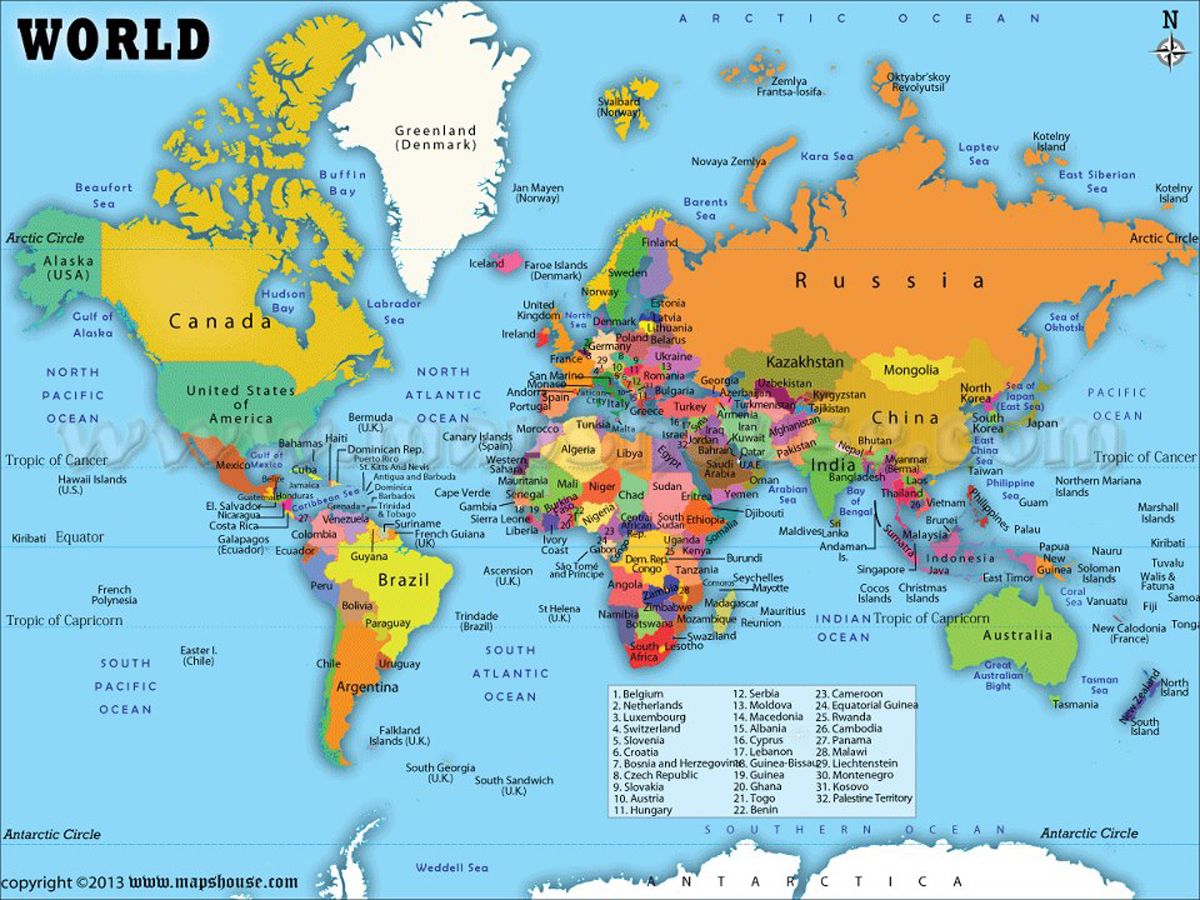 WORLD
ARCTIC OCEAN
N
Greenland
(Denmark)
Svalbard
(Norway)
Zemlya
Frantsa-Iosifa
Oktyabr'skoy
Revolyutsil
Kotelny
Island
Novaya Zemlya
Kara Sea
Laptev
Sea
East Siberian
Sea
Kotelny
Island
Beaufort
Sea
Buffin
Bay
Jan Mayen
(Norway)
Barents
Sea
Arctic Circle
Arctic Circle
Alaska
(USA)
Iceland
Faroe Islands
(Denmark)
Finland
Sweden
Norway
Russia
Hudson
Bay
Labrador
Sea
Gulf of
Alaska
Canada
United
Kingdom
North
Sea
Denmark
Estonia
Latvia
Lithuania
Ireland
Poland
Belarus
Germany
Sea of
Okhotsk
NORTH
PACIFIC
OCEAN
NORTH
ATLANTIC
OCEAN
PACIFIC
OCEAN
United States
of
America
France
San Marino
Monaco
Andorra
Spain
Portugal
Vatican
City
Italy
Ukraine
13
Romania
Bulgaria
Greece
Malta
Georgia
Azerbaijan
Turkey
Armenia
Kazakhstan
Uzbekistan
Turkmenistan
Kyrgyzstan
Tajikistan
Mongolia
China
North
Korea
South
Korea
Sea of
Japan
(East Sea)
Japan
East
China
Sea
Taiwan
Philippine
Sea
Bermuda
(U.K.)
Bahamas
Haiti
Dominican Rep.
Puerto Rico
St. Kitts And Nevis
Antigua and Barbuda
Dominica
Barbados
Grenada
Trinidad
& Tobago
Mexico
Gulf of
Mexico
Cuba
Belize
Jamaica
Guatemala
Honduras
Caribbean Sea
El. Salvador
Nicaragua
Costa Rica
27
Galapagos
(Ecuador)
Venezuela
Colombia
Ecuador
Suriname
French Guiana
(UK)
Guyana
Peru
Brazil
Bolivia
Paraguay
Chile
Uruguay
Argentina
Canary Islands
(Spain)
Morocco
Tunisia
Algeria
Libya
Egypt
Western
Sahara
Mauritania
Cape Verde
Senegal
Gambia
Sierra Leone
Liberia
Ivory
Coast
Mali
Niger
Chad
Sudan
Eritrea
Burkina
Faso
Nigeria
Central
African
Rep.
South
Sudan
Ethiopia
Djibouti
Somalia
Gabon
Congo
Dem. Rep.
Congo
Uganda
Kenya
Burundi
Tanzania
São Tomé
and Principe
Angola
Zambia
28
Zimbabwe
Mozambique
Namibia
Botswana
Swaziland
South
Africa
Lesotho
Comoros
Seychelles
Mayotte
Madagascar
Mauritius
Reunion
Syria
Israel
Jordan
Iraq
Iran
Kuwait
Bahrain
Qatar
U.A.E.
Saudi
Arabia
Oman
Yemen
Afghanistan
Pakistan
Nepal
Bhutan
India
Bangladesh
Arabian
Sea
Bay
of
Bengal
Maldives
Sri
Lanka
Andaman
Is.
Myanmar
(Berma)
Laos
Thailand
Vietnam
26
Philippines
Brunei
Malaysia
Sumatra
Singapore
Indonesia
Java
East Timor
Cocos
Islands
Christmas
Islands
Guam
Palau
Northern Mariana
Islands
Marshall
Islands
Papua
New
Guinea
Nauru
Kiribati
Soloman
Islands
Tuvalu
Walis &
Fatuna
Samoa
Coral
Sea
Vanuatu
Fiji
Tonga
New Calodonia
(France)
Tropic of Cancer
Tropic of Cancer
Hawaii Islands
(U.S.)
Kiribati
Equator
French
Polynesia
Tropic of Capricorn
Tropic of Capricorn
Ascension
(U.K.)
St Helena
(U.K.)
Trindade
(Brazil)
Easter I.
(Chile)
SOUTH
PACIFIC
OCEAN
SOUTH
ATLANTIC
OCEAN
INDIAN
OCEAN
Australia
Great
Australian
Bight
Tasmania
Tasman
Sea
New Zealand
North
Island
South
Island
Falkland
Islands (U.K.)
South Georgia
(U.K.)
South Sandwich
(U.K.)
1. Belgium
2. Netherlands
3. Luxembourg
4. Switzerland
5. Slovenia
6. Croatia
7. Bosnia and Herzegovina
8. Czech Republic
9. Slovakia
10. Austria
11. Hungary
12. Serbia
13. Moldova
14. Macedonia
15. Albania
16. Cyprus
17. Lebanon
18. Guinea-Bissau
19. Guinea
20. Ghana
21. Togo
22. Benin
23. Cameroon
24. Equatorial Guinea
25. Rwanda
26. Cambodia
27. Panama
28. Malawi
29. Liechtenstein
30. Montenegro
31. Kosovo
32. Palestine Territory
SOUTHERN OCEAN
Antarctic Circle
Antarctic Circle
Weddell Sea
ANTARCTICA
copyright ©2013 www.mapshouse.com